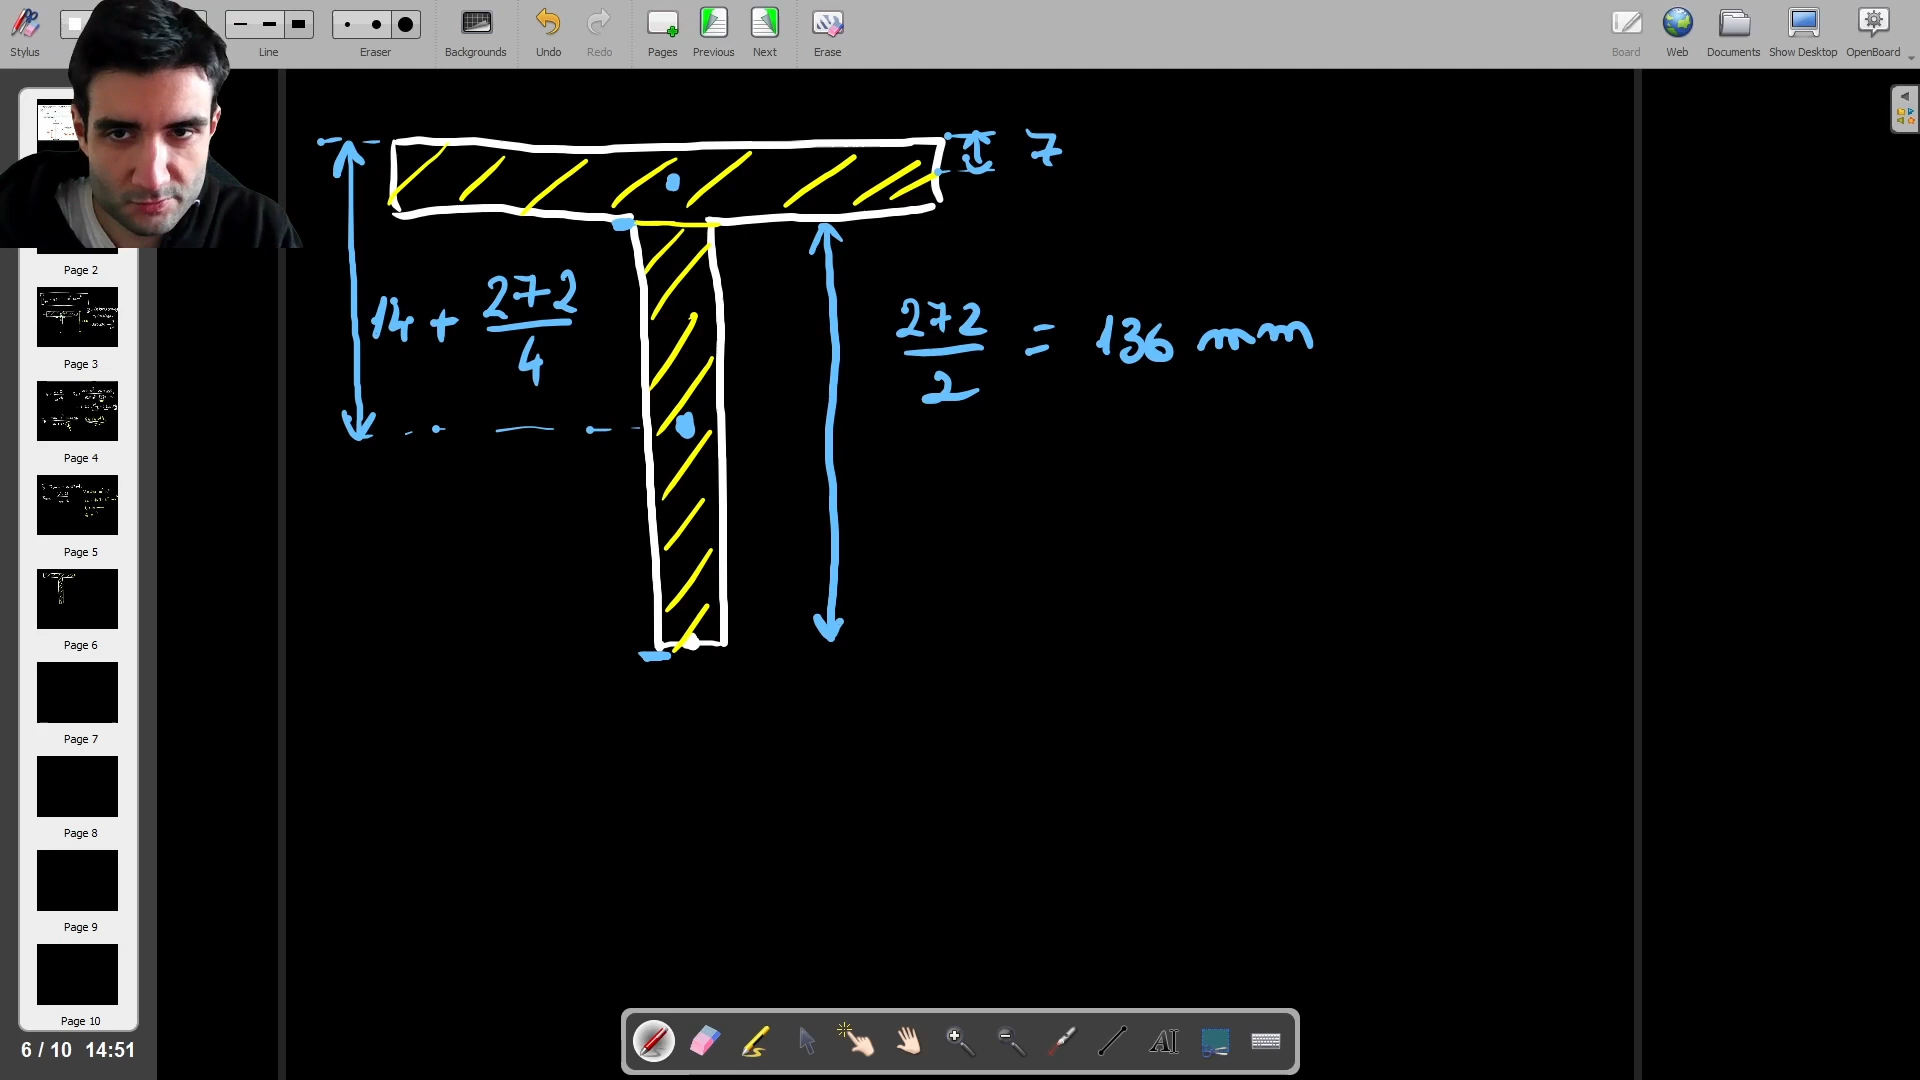 Stylus
Line
Eraser
Backgrounds
Undo
Redo
Pages
Previous
Next
Erase
Board
Web
Documents
Show Desktop
OpenBoard
7
14 + 272/4
272/2 = 136 mm
Page 2
Page 3
Page 4
Page 5
Page 6
Page 7
Page 8
Page 9
Page 10
6 / 10 14:51
AI